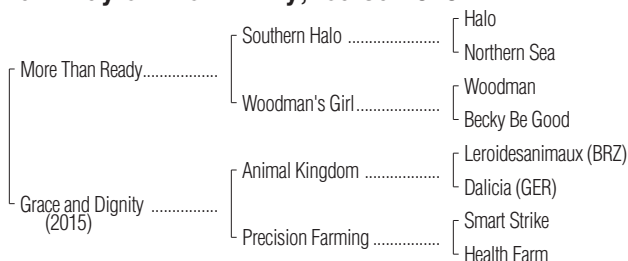 Halo
Southern Halo ...................
Northern Sea
More Than Ready..................
Woodman
Woodman's Girl....................
Becky Be Good
Leroidesanimaux (BRZ)
Animal Kingdom ..................
Dalicia (GER)
Grace and Dignity ................
(2015)
Smart Strike
Precision Farming ................
Health Farm